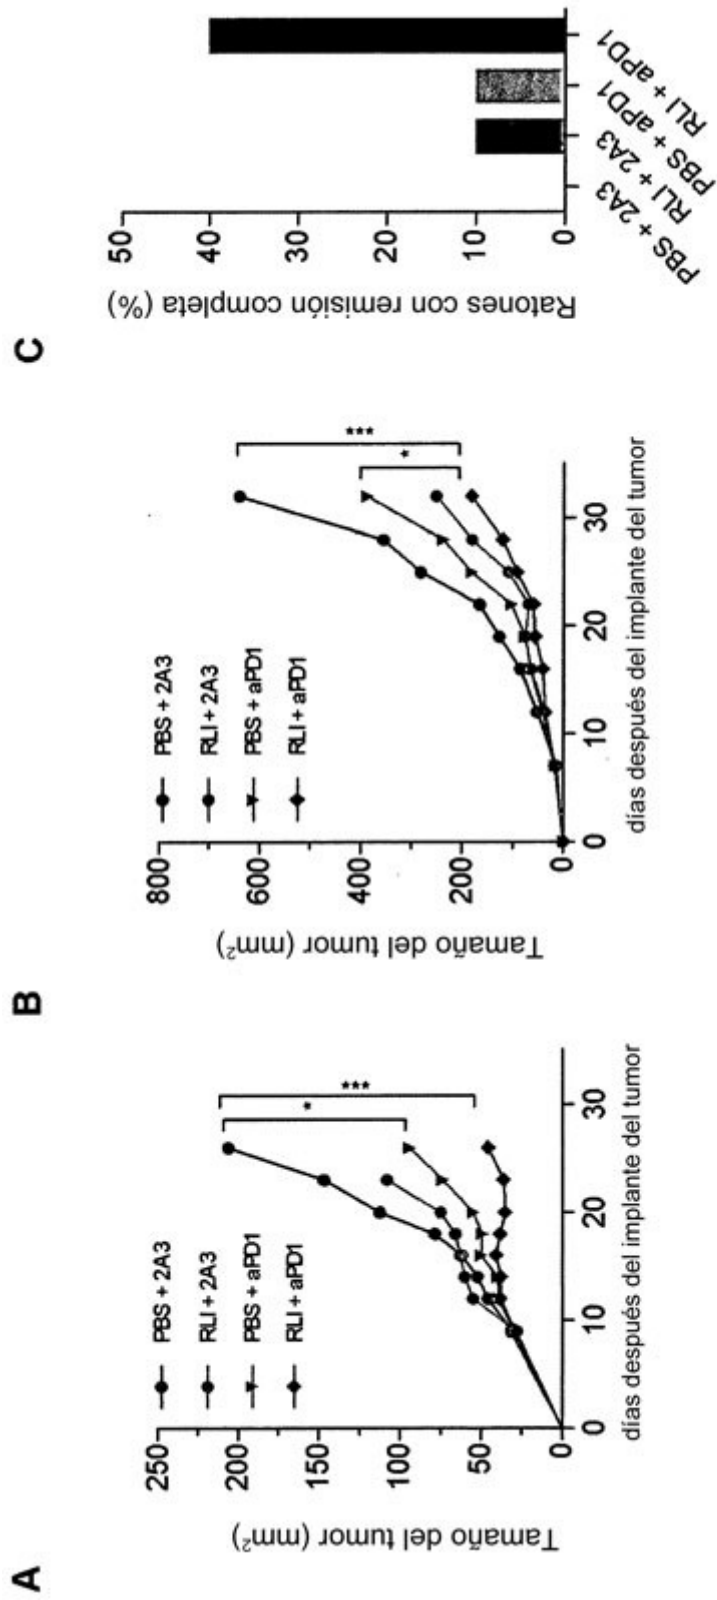 A
Tamaño del tumor (mm²)
250
200
150
100
50
0
PBS + 2A3
RLI + 2A3
PBS + aPD1
RLI + aPD1
*
***
0
10
20
30
días después del implante del tumor
B
Tamaño del tumor (mm²)
800
600
400
200
0
PBS + 2A3
RLI + 2A3
PBS + aPD1
RLI + aPD1
*
***
0
10
20
30
días después del implante del tumor
C
Ratones con remisión completa (%)
50
40
30
20
10
0
PBS + 2A3
RLI + 2A3
PBS + aPD1
RLI + aPD1